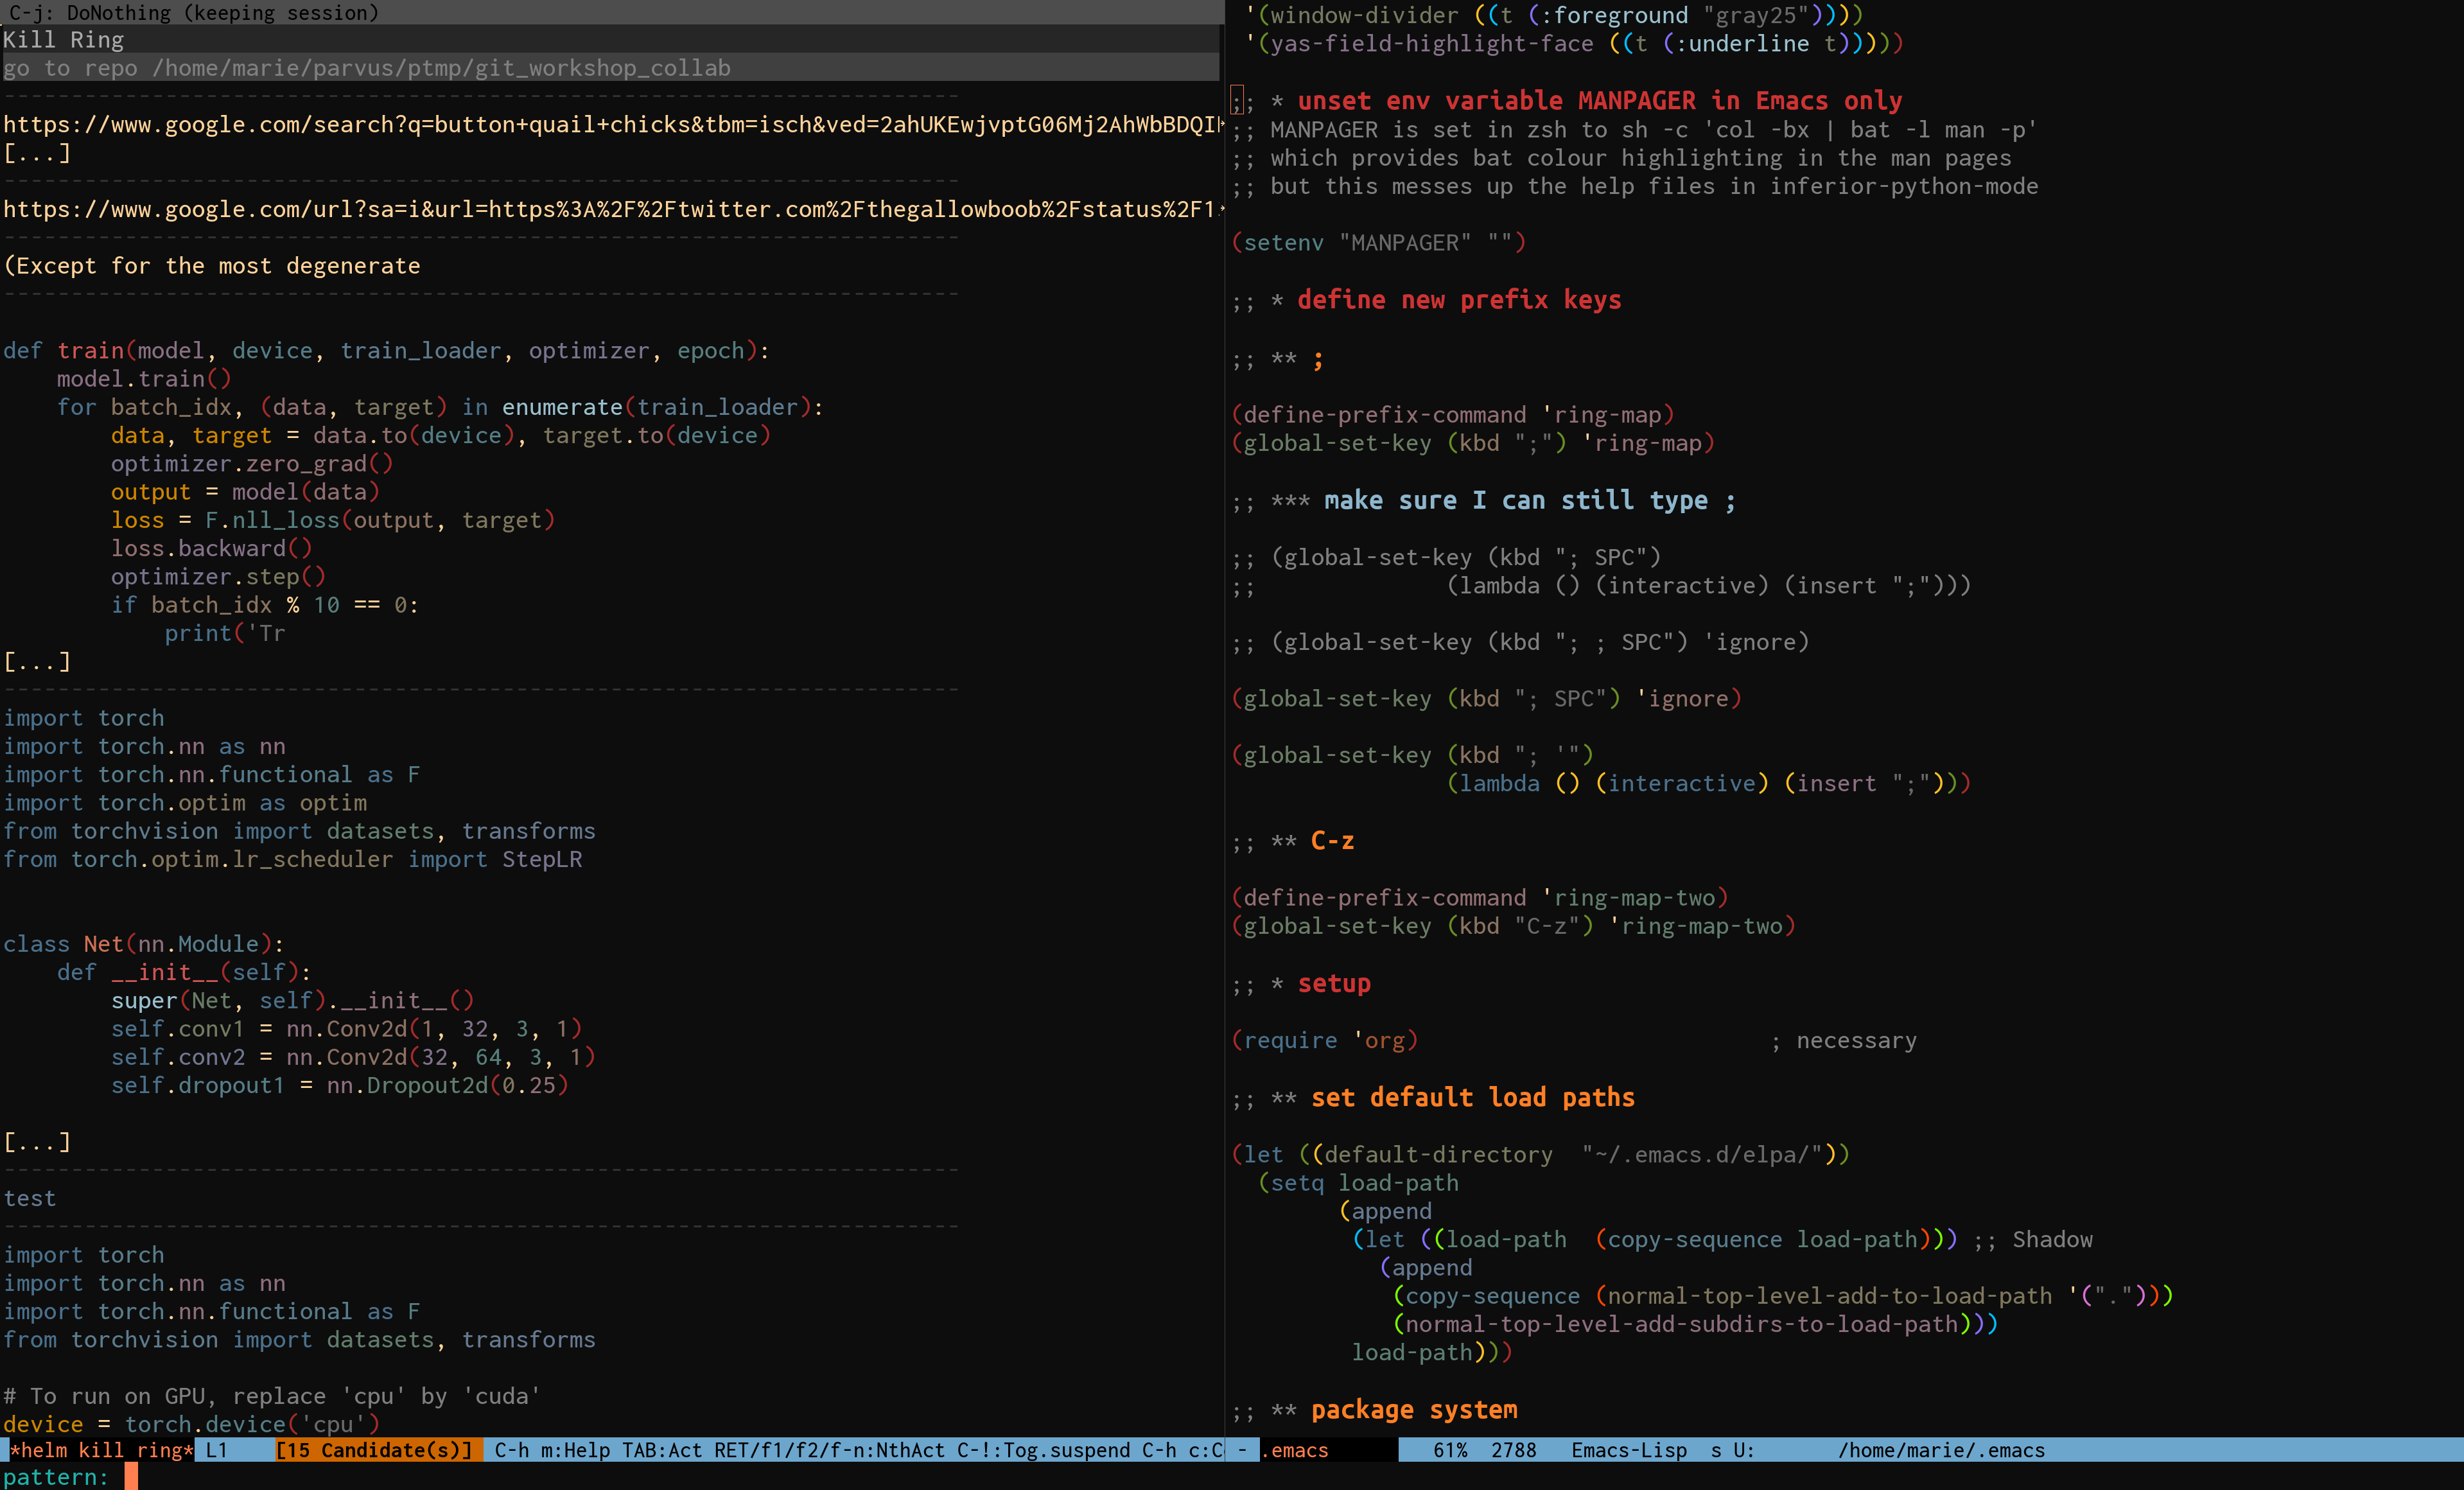 C-j: DoNothing (keeping session)
Kill Ring
go to repo /home/marie/parvus/ptmp/git_workshop_collab
-----------------------------------------------------------------------
https://www.google.com/search?q=button+quail+chicks&tbm=isch&ved=2ahUKEwjvptG06Mj2AhWbBDQI
[...]
-----------------------------------------------------------------------
https://www.google.com/url?sa=i&url=https%3A%2F%2Ftwitter.com%2Fthegallowboob%2Fstatus%2F1
-----------------------------------------------------------------------
(Except for the most degenerate
-----------------------------------------------------------------------
def train(model, device, train_loader, optimizer, epoch):
    model.train()
    for batch_idx, (data, target) in enumerate(train_loader):
        data, target = data.to(device), target.to(device)
        optimizer.zero_grad()
        output = model(data)
        loss = F.nll_loss(output, target)
        loss.backward()
        optimizer.step()
        if batch_idx % 10 == 0:
            print('Tr
[...]
-----------------------------------------------------------------------
import torch
import torch.nn as nn
import torch.nn.functional as F
import torch.optim as optim
from torchvision import datasets, transforms
from torch.optim.lr_scheduler import StepLR
class Net(nn.Module):
    def __init__(self):
        super(Net, self).__init__()
        self.conv1 = nn.Conv2d(1, 32, 3, 1)
        self.conv2 = nn.Conv2d(32, 64, 3, 1)
        self.dropout1 = nn.Dropout2d(0.25)
[...]
-----------------------------------------------------------------------
test
-----------------------------------------------------------------------
import torch
import torch.nn as nn
import torch.nn.functional as F
from torchvision import datasets, transforms
# To run on GPU, replace 'cpu' by 'cuda'
device = torch.device('cpu')
*helm kill ring* L1 [15 Candidate(s)] C-h m:Help TAB:Act RET/f1/f2/f-n:NthAct C-!:Tog.suspend C-h c:C
pattern:
 '(window-divider ((t (:foreground "gray25"))))
 '(yas-field-highlight-face ((t (:underline t)))))
;; * unset env variable MANPAGER in Emacs only
;; MANPAGER is set in zsh to sh -c 'col -bx | bat -l man -p'
;; which provides bat colour highlighting in the man pages
;; but this messes up the help files in inferior-python-mode
(setenv "MANPAGER" "")
;; * define new prefix keys
;; ** ;
(define-prefix-command 'ring-map)
(global-set-key (kbd ";") 'ring-map)
;; *** make sure I can still type ;
;; (global-set-key (kbd "; SPC")
;;              (lambda () (interactive) (insert ";")))
;; (global-set-key (kbd "; ; SPC") 'ignore)
(global-set-key (kbd "; SPC") 'ignore)
(global-set-key (kbd "; '")
                (lambda () (interactive) (insert ";")))
;; ** C-z
(define-prefix-command 'ring-map-two)
(global-set-key (kbd "C-z") 'ring-map-two)
;; * setup
(require 'org)                          ; necessary
;; ** set default load paths
(let ((default-directory  "~/.emacs.d/elpa/"))
  (setq load-path
        (append
         (let ((load-path  (copy-sequence load-path))) ;; Shadow
           (append
            (copy-sequence (normal-top-level-add-to-load-path '(".")))
            (normal-top-level-add-subdirs-to-load-path)))
         load-path)))
;; ** package system
- .emacs 61% 2788 Emacs-Lisp s U: /home/marie/.emacs